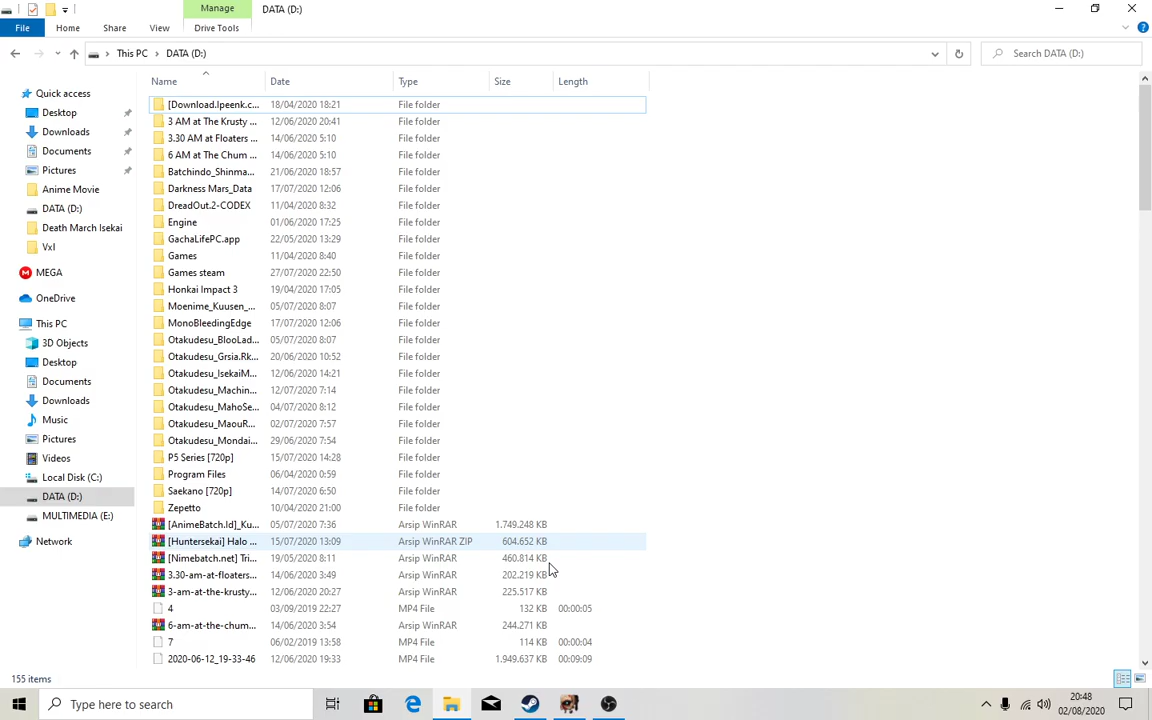 Manage
DATA (D:)
File
Home
Share
View
Drive Tools
This PC
DATA (D:)
Search DATA (D:)
Name
Date
Type
Size
Length
Quick access
Desktop
Downloads
Documents
Pictures
Anime Movie
DATA (D:)
Death March Isekai
VxI
MEGA
OneDrive
This PC
3D Objects
Desktop
Documents
Downloads
Music
Pictures
Videos
Local Disk (C:)
DATA (D:)
MULTIMEDIA (E:)
Network
[Download.Ipeenk.c... 18/04/2020 18:21 File folder
3 AM at The Krusty ... 12/06/2020 20:41 File folder
3.30 AM at Floaters ... 14/06/2020 5:10 File folder
6 AM at The Chum ... 14/06/2020 5:10 File folder
Batchindo_Shinma... 21/06/2020 18:57 File folder
Darkness Mars_Data 17/07/2020 12:06 File folder
DreadOut.2-CODEX 11/04/2020 8:32 File folder
Engine 01/06/2020 17:25 File folder
GachaLifePC.app 22/05/2020 13:29 File folder
Games 11/04/2020 8:40 File folder
Games steam 27/07/2020 22:50 File folder
Honkai Impact 3 19/04/2020 17:05 File folder
Moenime_Kuusen_... 05/07/2020 8:07 File folder
MonoBleedingEdge 17/07/2020 12:06 File folder
Otakudesu_BlooLad... 05/07/2020 8:07 File folder
Otakudesu_Grsia.Rk... 20/06/2020 10:52 File folder
Otakudesu_IsekaiM... 12/06/2020 14:21 File folder
Otakudesu_Machin... 12/07/2020 7:14 File folder
Otakudesu_MahoSe... 04/07/2020 8:12 File folder
Otakudesu_MaouR... 02/07/2020 7:57 File folder
Otakudesu_Mondai... 29/06/2020 7:54 File folder
P5 Series [720p] 15/07/2020 14:28 File folder
Program Files 06/04/2020 0:59 File folder
Saekano [720p] 14/07/2020 6:50 File folder
Zepetto 10/04/2020 21:00 File folder
[AnimeBatch.Id]_Ku... 05/07/2020 7:36 Arsip WinRAR 1.749.248 KB
[Huntersekai] Halo ... 15/07/2020 13:09 Arsip WinRAR ZIP 604.652 KB
[Nimebatch.net] Tri... 19/05/2020 8:11 Arsip WinRAR 460.814 KB
3.30-am-at-floaters... 14/06/2020 3:49 Arsip WinRAR 202.219 KB
3-am-at-the-krusty... 12/06/2020 20:27 Arsip WinRAR 225.517 KB
4 03/09/2019 22:27 MP4 File 132 KB 00:00:05
6-am-at-the-chum... 14/06/2020 3:54 Arsip WinRAR 244.271 KB
7 06/02/2019 13:58 MP4 File 114 KB 00:00:04
2020-06-12_19-33-46 12/06/2020 19:33 MP4 File 1.949.637 KB 00:09:09
155 items
Type here to search
20:48
02/08/2020